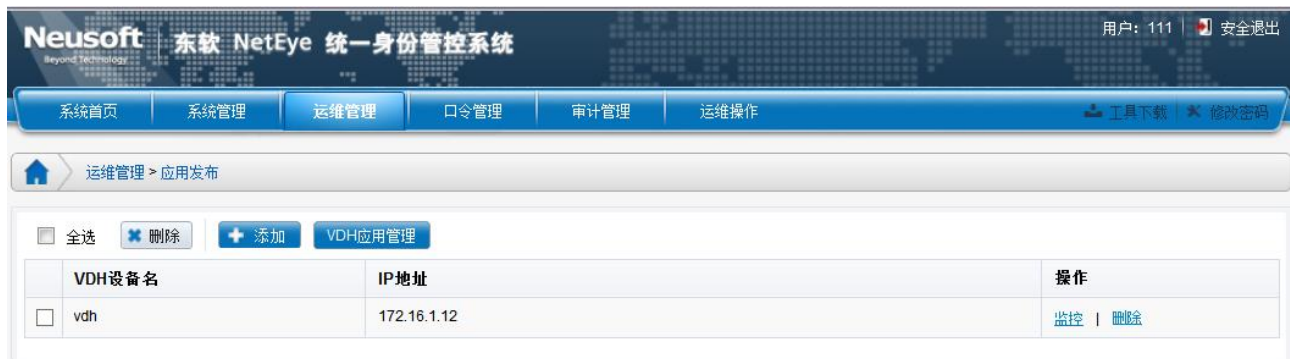 用户：111 | 安全退出
Neusoft 东软 NetEye 统一身份管控系统
Beyond Technology
系统首页 系统管理 运维管理 口令管理 审计管理 运维操作 工具下载 修改密码
运维管理 > 应用发布
全选 删除 添加 VDH应用管理
VDH设备名 IP地址 操作
vdh 172.16.1.12 监控 | 删除